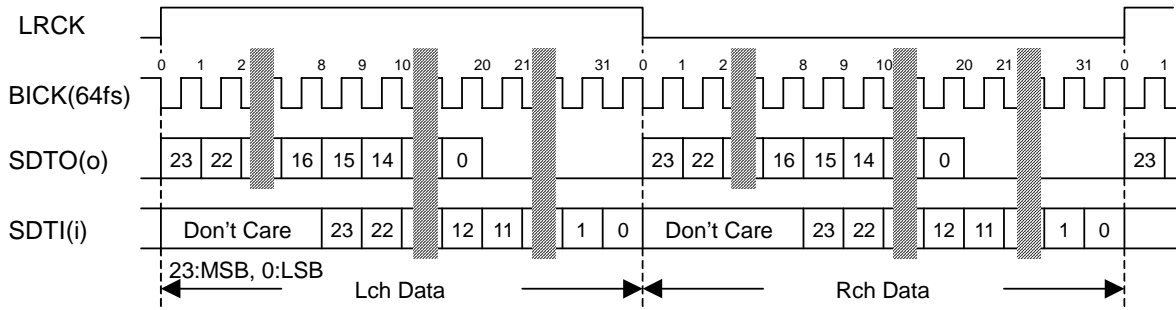 LRCK
0 1 2 8 9 10 20 21 31 0 1 2 8 9 10 20 21 31 0 1
BICK(64fs)
SDTO(o) 23 22 16 15 14 0 23 22 16 15 14 0 23
SDTI(i) Don't Care 23 22 12 11 1 0 Don't Care 23 22 12 11 1 0
23:MSB, 0:LSB
Lch Data Rch Data